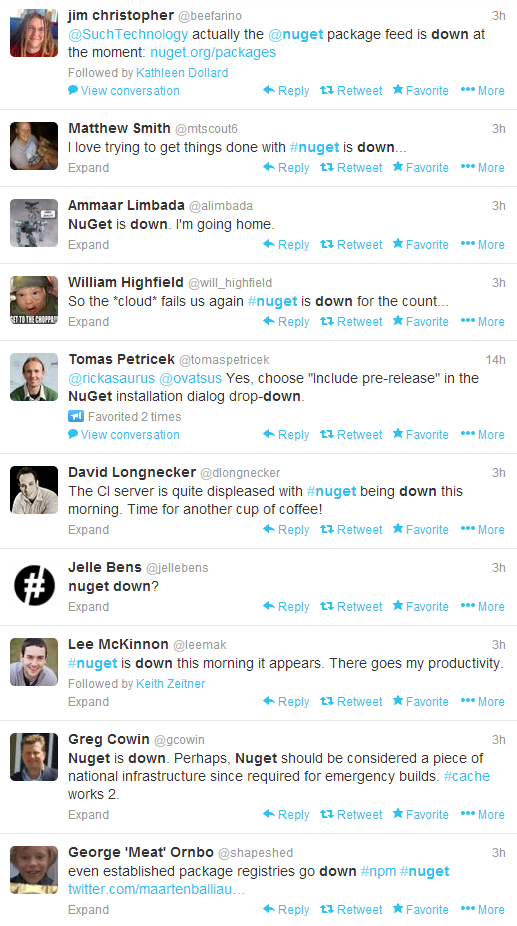 jim christopher @beefarino 3h
@SuchTechnology actually the @nuget package feed is down at
the moment: nuget.org/packages
Followed by Kathleen Dollard
View conversation Reply Retweet Favorite More
Matthew Smith @mtscout6 3h
I love trying to get things done with #nuget is down...
Expand Reply Retweet Favorite More
Ammaar Limbada @alimbada 3h
NuGet is down. I'm going home.
Expand Reply Retweet Favorite More
GET TO THE CHOPPA!
William Highfield @will_highfield 3h
So the *cloud* fails us again #nuget is down for the count...
Expand Reply Retweet Favorite More
Tomas Petricek @tomaspetricek 14h
@rickasaurus @ovatsus Yes, choose "Include pre-release" in the
NuGet installation dialog drop-down.
Favorited 2 times
View conversation Reply Retweet Favorite More
David Longnecker @dlongnecker 3h
The CI server is quite displeased with #nuget being down this
morning. Time for another cup of coffee!
Expand Reply Retweet Favorite More
#
Jelle Bens @jellebens 3h
nuget down?
Expand Reply Retweet Favorite More
Lee McKinnon @leemak 3h
#nuget is down this morning it appears. There goes my productivity.
Followed by Keith Zeitner
Expand Reply Retweet Favorite More
Greg Cowin @gcowin 3h
Nuget is down. Perhaps, Nuget should be considered a piece of
national infrastructure since required for emergency builds. #cache
works 2.
Expand Reply Retweet Favorite More
George 'Meat' Ornbo @shapeshed 3h
even established package registries go down #npm #nuget
twitter.com/maartenballiau...
Expand Reply Retweet Favorite More